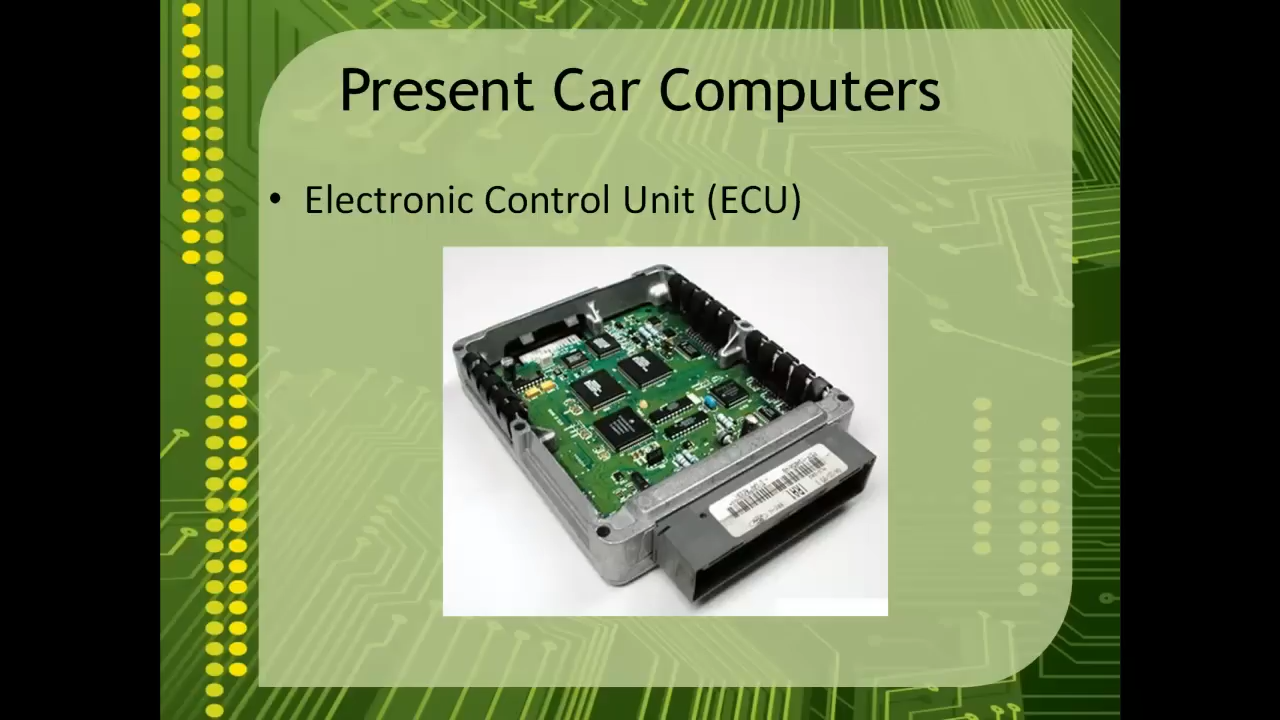 Present Car Computers
• Electronic Control Unit (ECU)